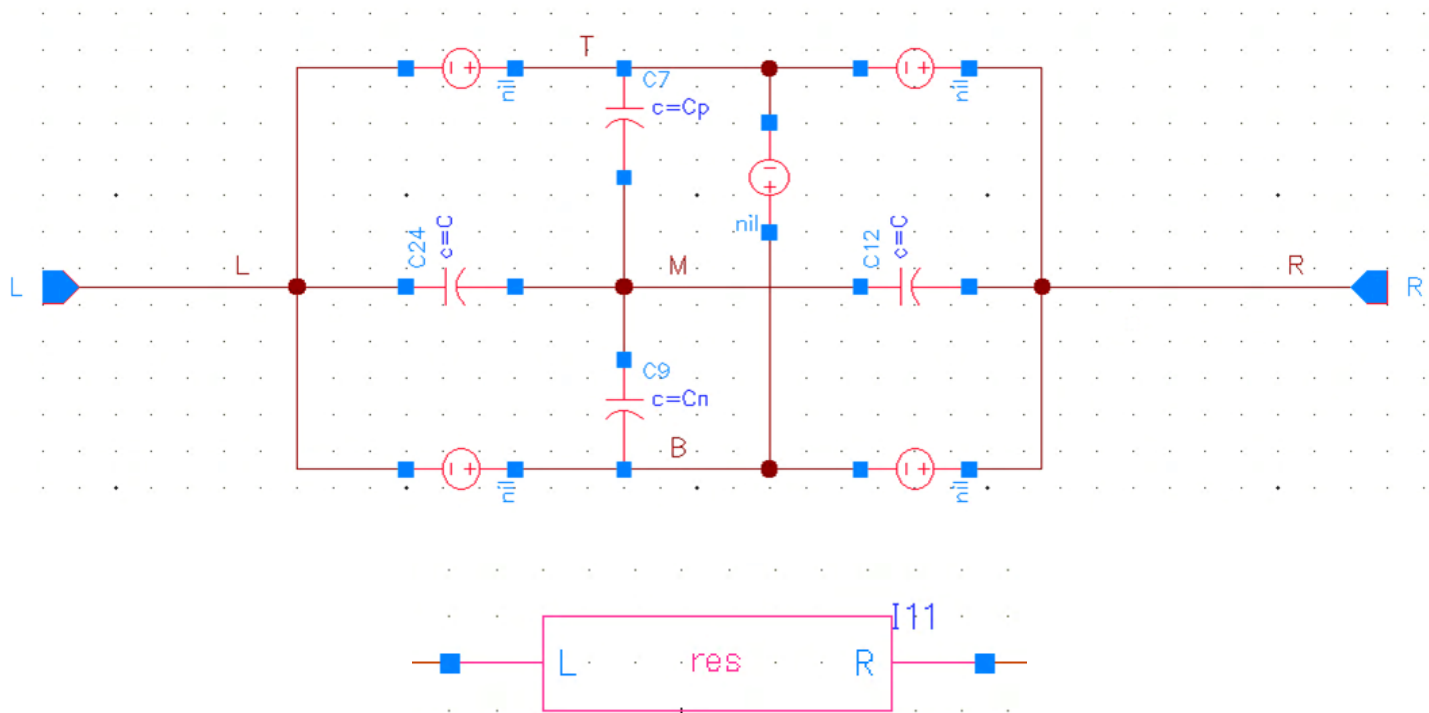 T
nil
C7
c=Cp
nil
nil
C24
c=C
C12
c=C
L
L
M
R
R
C9
c=Cn
B
nil
nil
I11
L
res
R